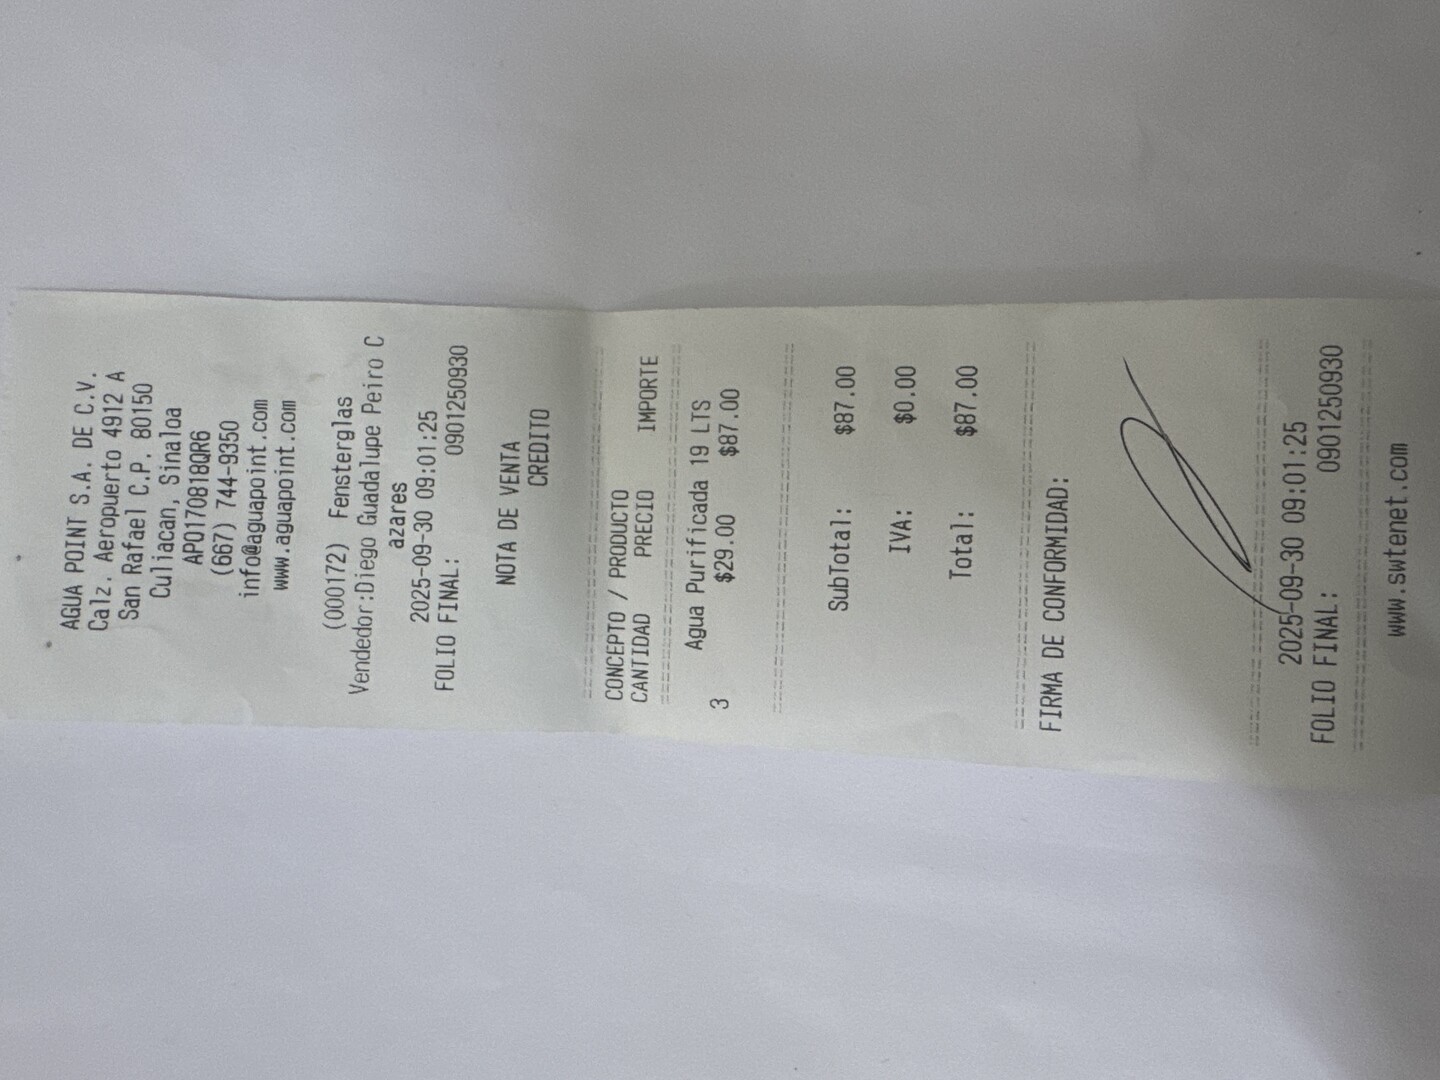 AGUA POINT S.A. DE C.V.
Calz. Aeropuerto 4912 A
San Rafael C.P. 80150
Culiacan, Sinaloa
APO170818QR6
(667) 744-9350
info@aguapoint.com
www.aguapoint.com
(000172) Fensterglas
Vendedor:Diego Guadalupe Peiro C
azares
2025-09-30 09:01:25
FOLIO FINAL: 0901250930
NOTA DE VENTA
CREDITO
CONCEPTO / PRODUCTO
CANTIDAD PRECIO IMPORTE
Agua Purificada 19 LTS
3 $29.00 $87.00
SubTotal: $87.00
IVA: $0.00
Total: $87.00
FIRMA DE CONFORMIDAD:
2025-09-30 09:01:25
FOLIO FINAL: 0901250930
www.swtenet.com